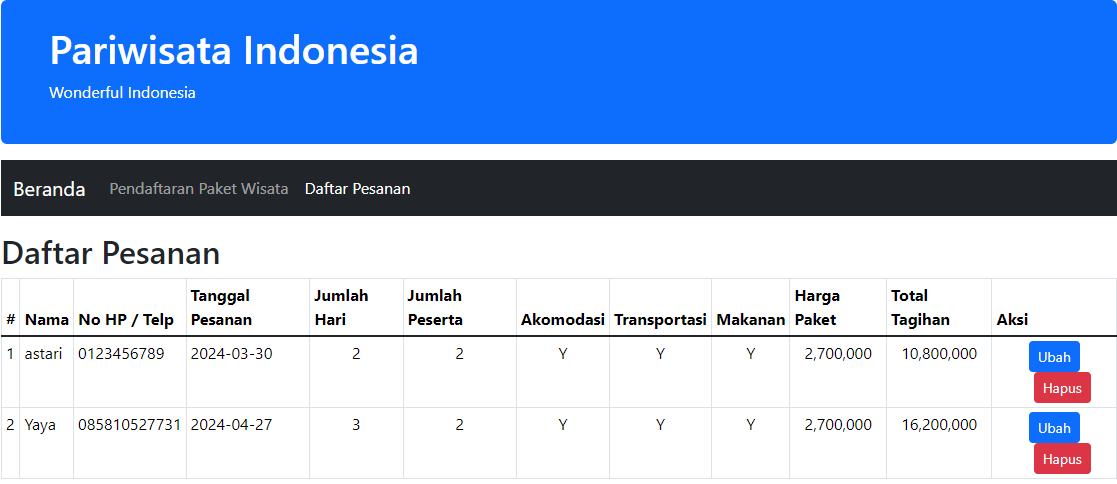 Pariwisata Indonesia
Wonderful Indonesia
Beranda Pendaftaran Paket Wisata Daftar Pesanan
Daftar Pesanan
# Nama No HP / Telp Tanggal Pesanan Jumlah Hari Jumlah Peserta Akomodasi Transportasi Makanan Harga Paket Total Tagihan Aksi
1 astari 0123456789 2024-03-30 2 2 Y Y Y 2,700,000 10,800,000 Ubah
Hapus
2 Yaya 085810527731 2024-04-27 3 2 Y Y Y 2,700,000 16,200,000 Ubah
Hapus